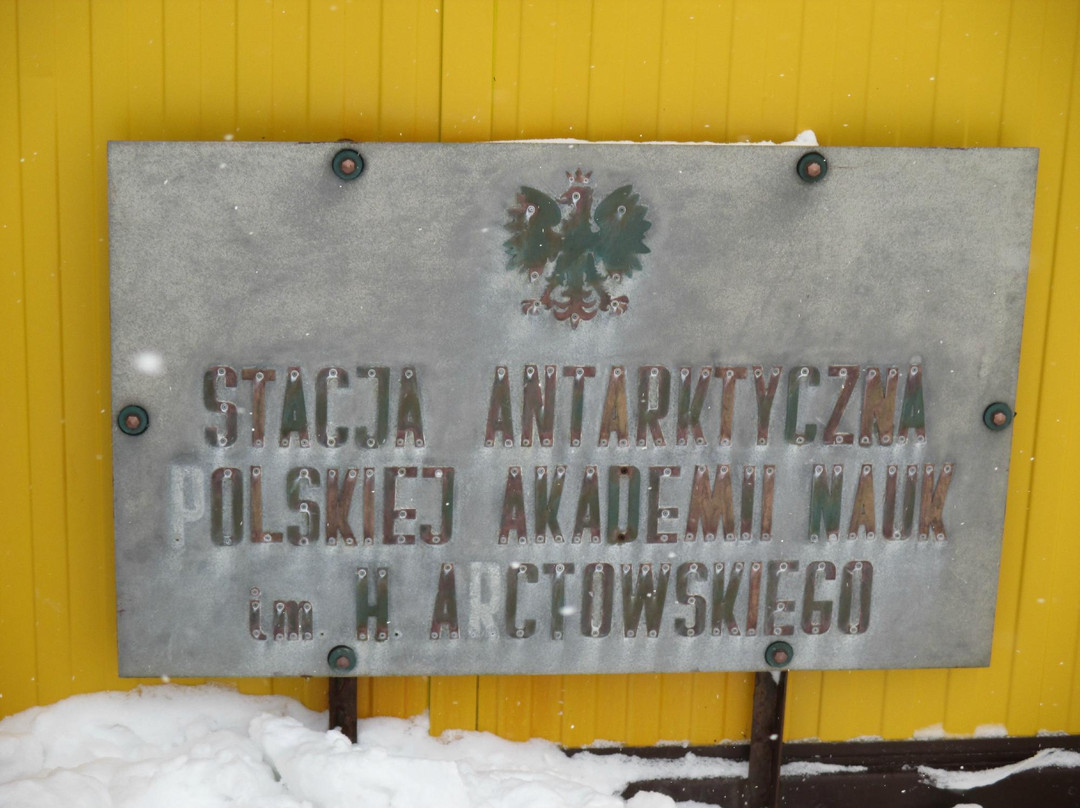 STACJA ANTARKTYCZNA
POLSKIEJ AKADEMII NAUK
im. H ARCTOWSKIEGO